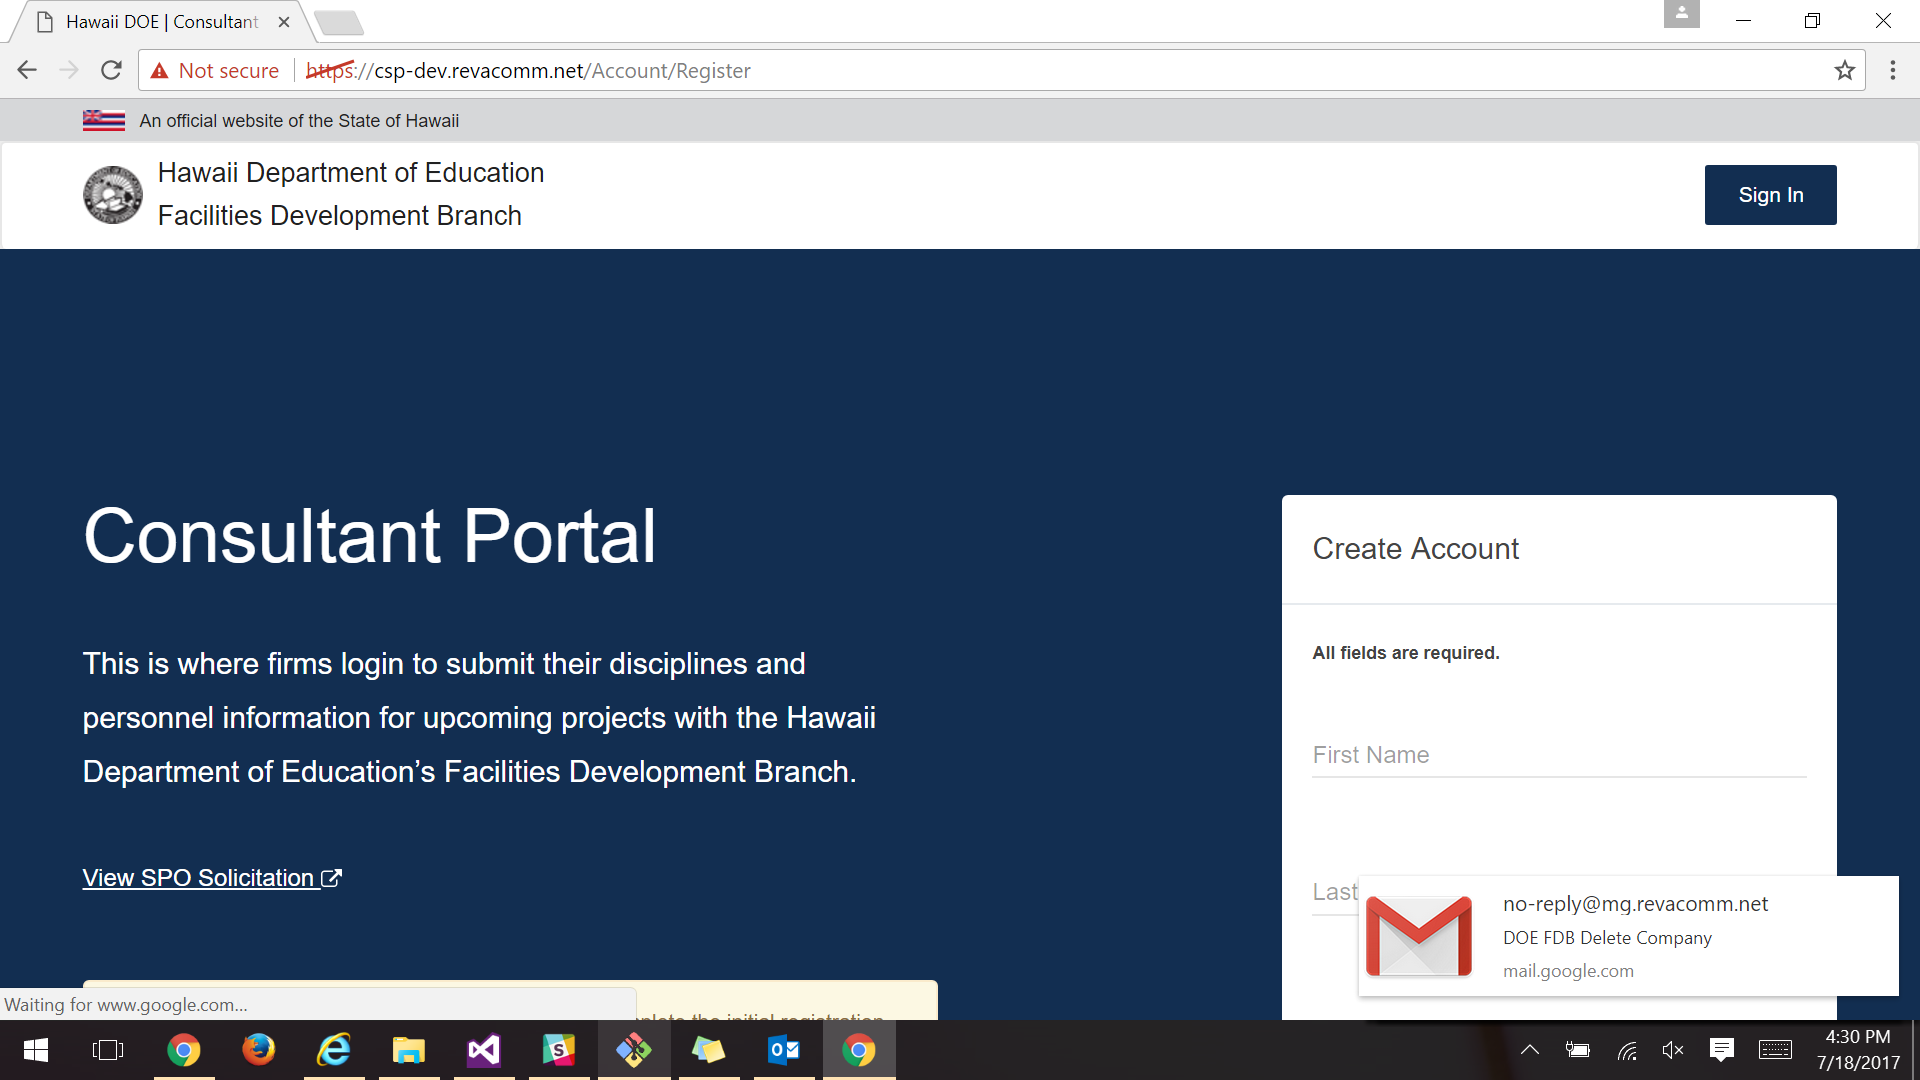 Hawaii DOE | Consultant
Not secure
https://csp-dev.revacomm.net/Account/Register
An official website of the State of Hawaii
Hawaii Department of Education
Facilities Development Branch
Sign In
Consultant Portal
This is where firms login to submit their disciplines and
personnel information for upcoming projects with the Hawaii
Department of Education’s Facilities Development Branch.
View SPO Solicitation
Create Account
All fields are required.
First Name
Last
no-reply@mg.revacomm.net
DOE FDB Delete Company
mail.google.com
Waiting for www.google.com...
the initial registration
4:30 PM
7/18/2017